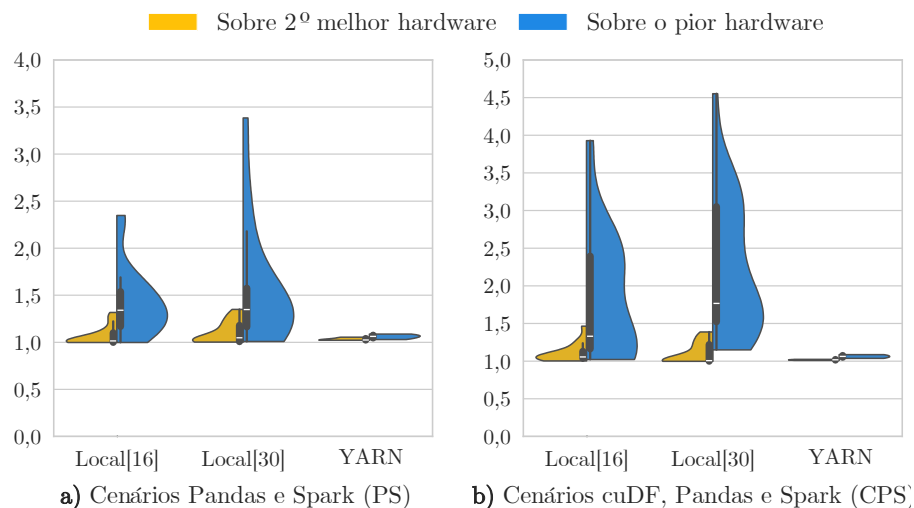 Sobre 2º melhor hardware
Sobre o pior hardware
4,0
3,5
3,0
2,5
2,0
1,5
1,0
0,5
0,0
Local[16]
Local[30]
YARN
a) Cenários Pandas e Spark (PS)
5,0
4,5
4,0
3,5
3,0
2,5
2,0
1,5
1,0
0,5
0,0
Local[16]
Local[30]
YARN
b) Cenários cuDF, Pandas e Spark (CPS)